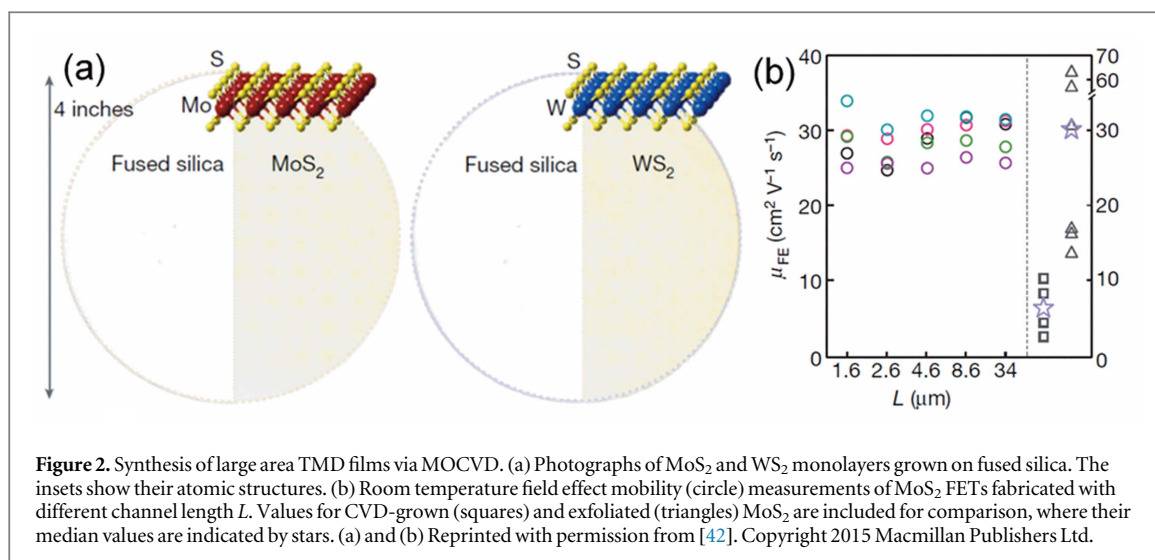 (a)
S
Mo
4 inches
Fused silica
MoS₂
S
W
Fused silica
WS₂
(b)
40
30
20
10
0
μFE (cm² V⁻¹ s⁻¹)
1.6 2.6 4.6 8.6 34
L (μm)
70
60
30
20
10
0
Figure 2. Synthesis of large area TMD films via MOCVD. (a) Photographs of MoS₂ and WS₂ monolayers grown on fused silica. The
insets show their atomic structures. (b) Room temperature field effect mobility (circle) measurements of MoS₂ FETs fabricated with
different channel length L. Values for CVD-grown (squares) and exfoliated (triangles) MoS₂ are included for comparison, where their
median values are indicated by stars. (a) and (b) Reprinted with permission from [42]. Copyright 2015 Macmillan Publishers Ltd.